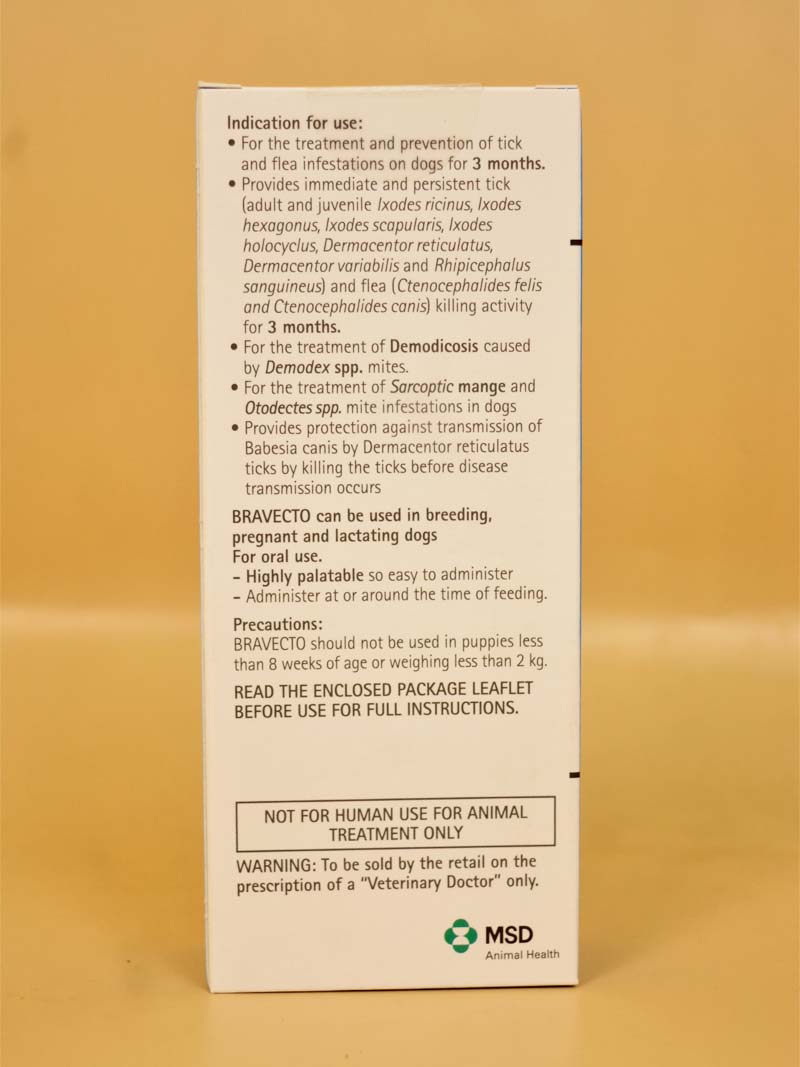 Indication for use:
• For the treatment and prevention of tick
and flea infestations on dogs for 3 months.
• Provides immediate and persistent tick
(adult and juvenile Ixodes ricinus, Ixodes
hexagonus, Ixodes scapularis, Ixodes
holocyclus, Dermacentor reticulatus,
Dermacentor variabilis and Rhipicephalus
sanguineus) and flea (Ctenocephalides felis
and Ctenocephalides canis) killing activity
for 3 months.
• For the treatment of Demodicosis caused
by Demodex spp. mites.
• For the treatment of Sarcoptic mange and
Otodectes spp. mite infestations in dogs
• Provides protection against transmission of
Babesia canis by Dermacentor reticulatus
ticks by killing the ticks before disease
transmission occurs
BRAVECTO can be used in breeding,
pregnant and lactating dogs
For oral use.
- Highly palatable so easy to administer
- Administer at or around the time of feeding.
Precautions:
BRAVECTO should not be used in puppies less
than 8 weeks of age or weighing less than 2 kg.
READ THE ENCLOSED PACKAGE LEAFLET
BEFORE USE FOR FULL INSTRUCTIONS.
NOT FOR HUMAN USE FOR ANIMAL
TREATMENT ONLY
WARNING: To be sold by the retail on the
prescription of a “Veterinary Doctor” only.
MSD
Animal Health